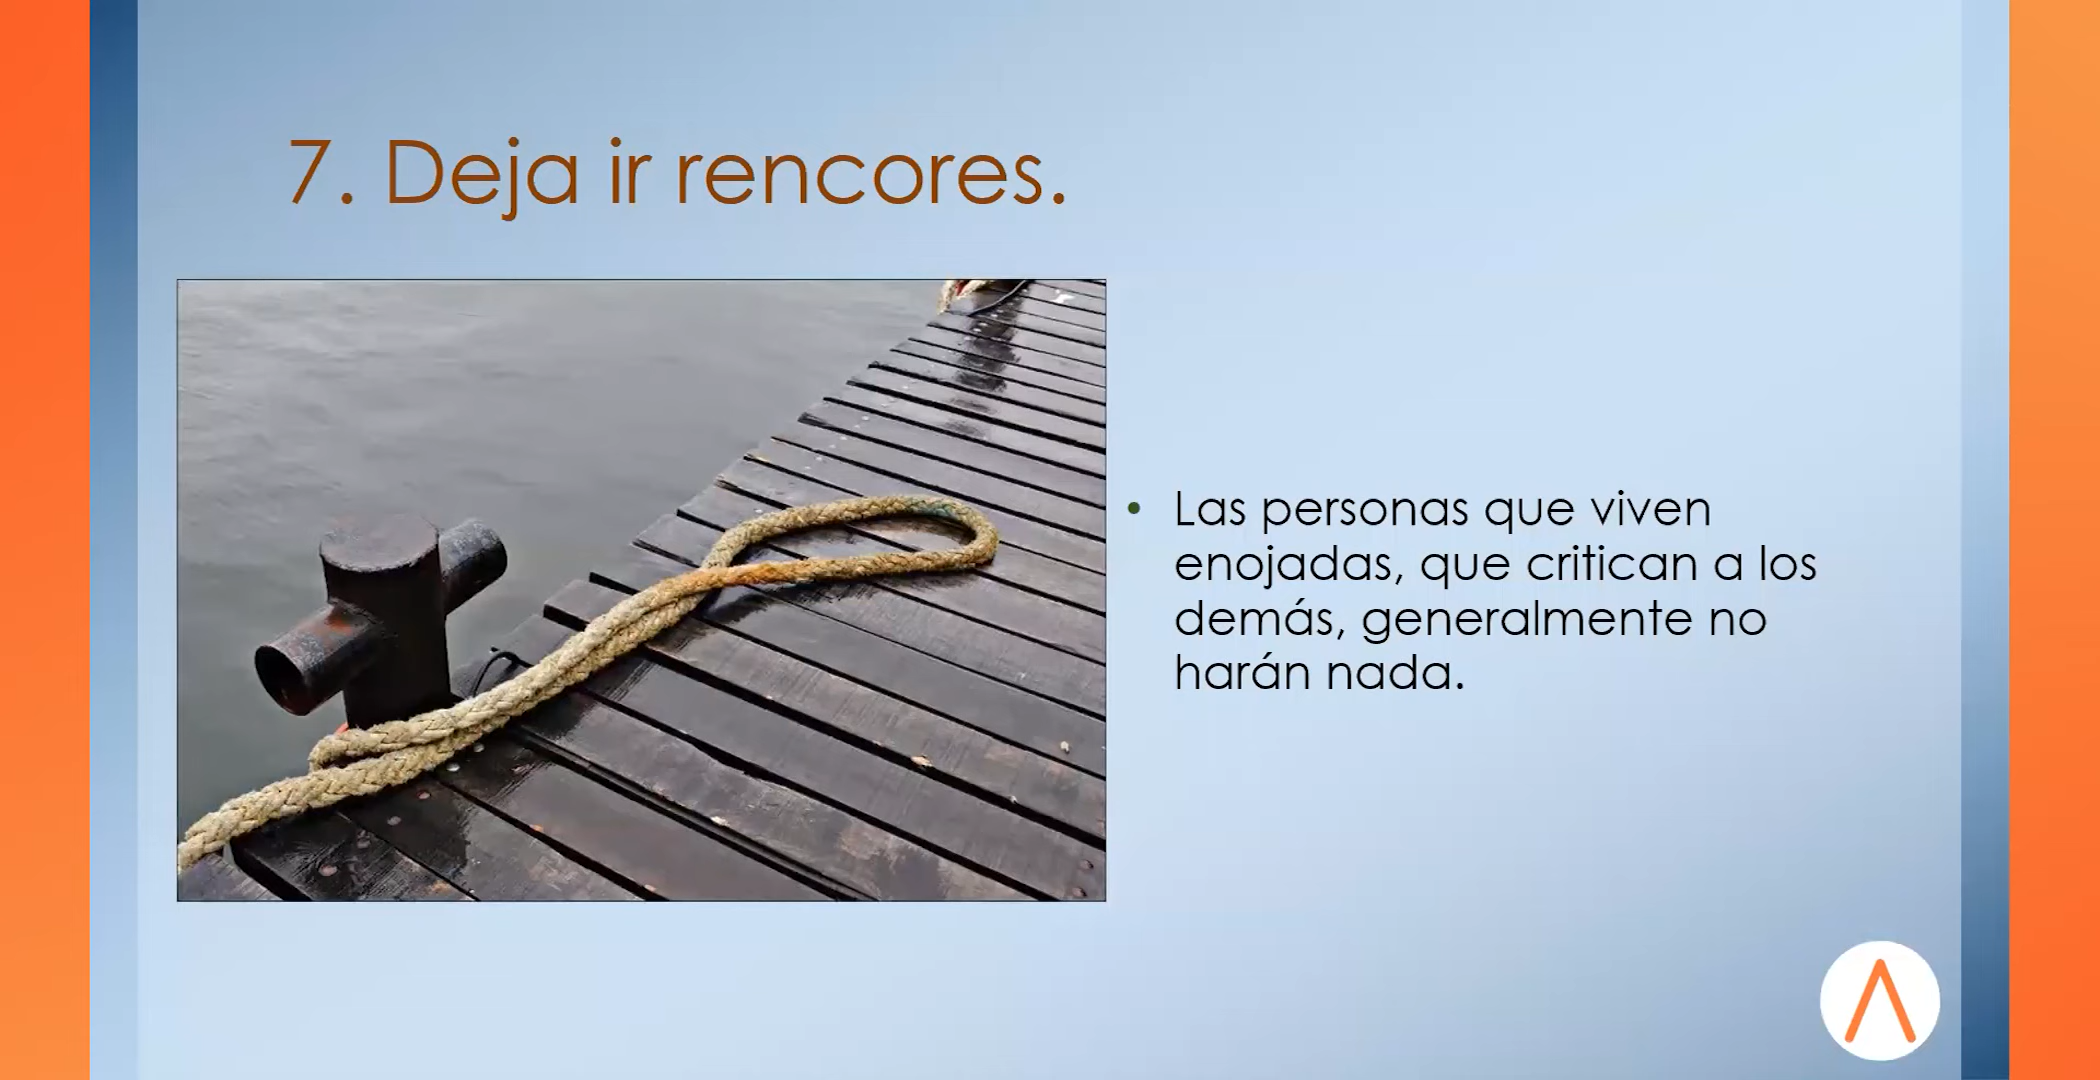 7. Deja ir rencores.
• Las personas que viven
enojadas, que critican a los
demás, generalmente no
harán nada.